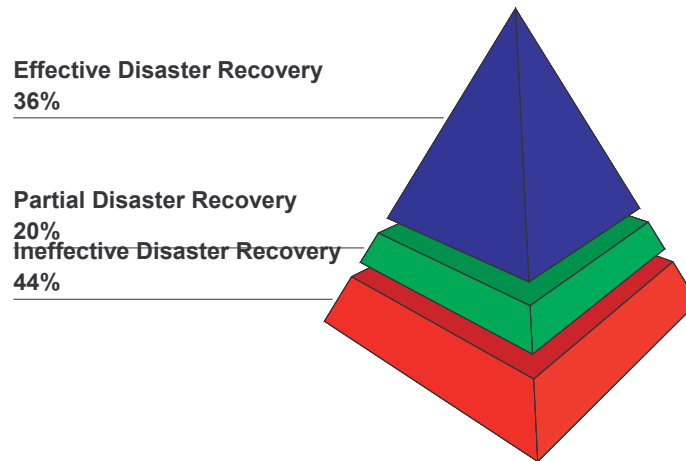 Effective Disaster Recovery
36%
Partial Disaster Recovery
20%
Ineffective Disaster Recovery
44%